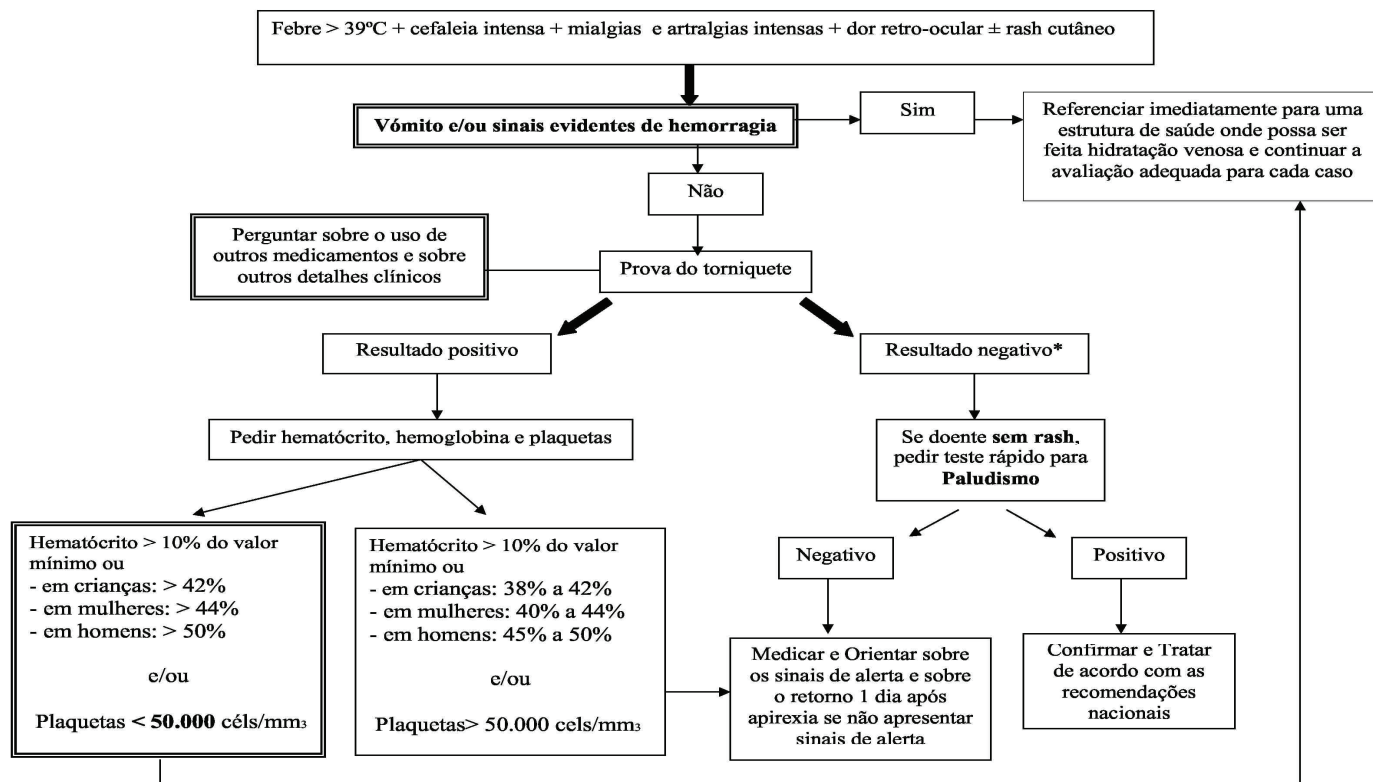 Febre > 39ºC + cefaleia intensa + mialgias e artralgias intensas + dor retro-ocular ± rash cutâneo
Vómito e/ou sinais evidentes de hemorragia
Sim
Referenciar imediatamente para uma
estrutura de saúde onde possa ser
feita hidratação venosa e continuar a
avaliação adequada para cada caso
Não
Perguntar sobre o uso de
outros medicamentos e sobre
outros detalhes clínicos
Prova do torniquete
Resultado positivo
Resultado negativo*
Pedir hematócrito, hemoglobina e plaquetas
Se doente sem rash,
pedir teste rápido para
Paludismo
Hematócrito > 10% do valor
mínimo ou
- em crianças: > 42%
- em mulheres: > 44%
- em homens: > 50%
e/ou
Plaquetas < 50.000 céls/mm₃
Hematócrito > 10% do valor
mínimo ou
- em crianças: 38% a 42%
- em mulheres: 40% a 44%
- em homens: 45% a 50%
e/ou
Plaquetas> 50.000 cels/mm₃
Negativo
Positivo
Medicar e Orientar sobre
os sinais de alerta e sobre
o retorno 1 dia após
apirexia se não apresentar
sinais de alerta
Confirmar e Tratar
de acordo com as
recomendações
nacionais